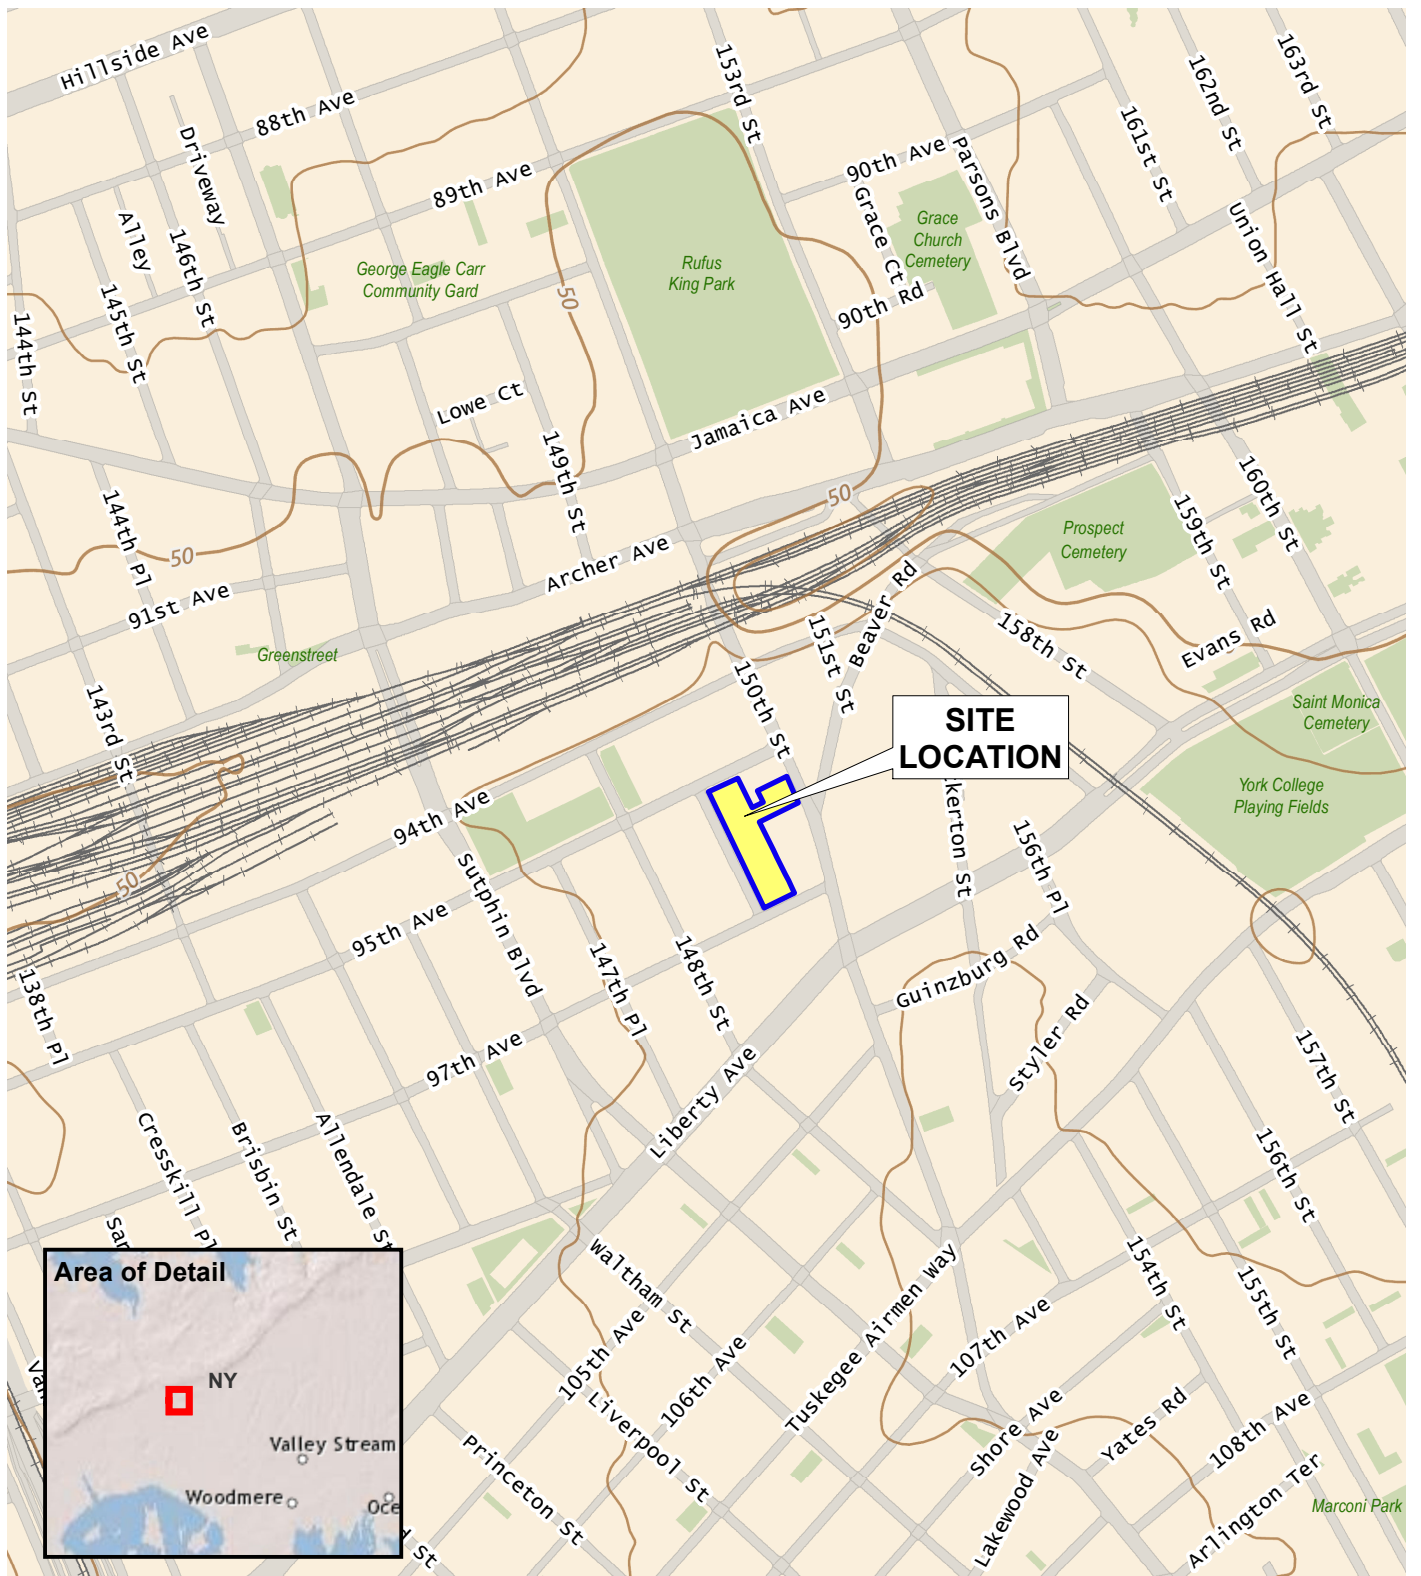 Hillside Ave
88th Ave
153rd St
163rd St
162nd St
161st St
Driveway
89th Ave
90th Ave
Parsons Blvd
Alley
146th St
Grace Ct
Grace
Church
Cemetery
Union Hall St
George Eagle Carr
Community Gard
Rufus
King Park
50
90th Rd
145th St
144th St
Lowe Ct
Jamaica Ave
149th St
160th St
144th Pl
50
50
159th St
Prospect
Cemetery
Archer Ave
91st Ave
Beaver Rd
151st St
158th St
Evans Rd
Greenstreet
150th St
143rd St
SITE
LOCATION
Saint Monica
Cemetery
York College
Playing Fields
94th Ave
kerton St
156th Pl
50
Sutphin Blvd
95th Ave
148th St
147th Pl
Guinzburg Rd
138th Pl
Styler Rd
97th Ave
157th St
Liberty Ave
Cresskill Pl
Brisbin St
Allendale St
156th St
San
Waltham St
Tuskegee Airmen Way
154th St
155th St
Area of Detail
NY
105th Ave
107th Ave
106th Ave
Van
Liverpool St
Shore Ave
Yates Rd
108th Ave
Valley Stream
Woodmere
Oce
Princeton St
Lakewood Ave
Arlington Ter
Marconi Park
d St